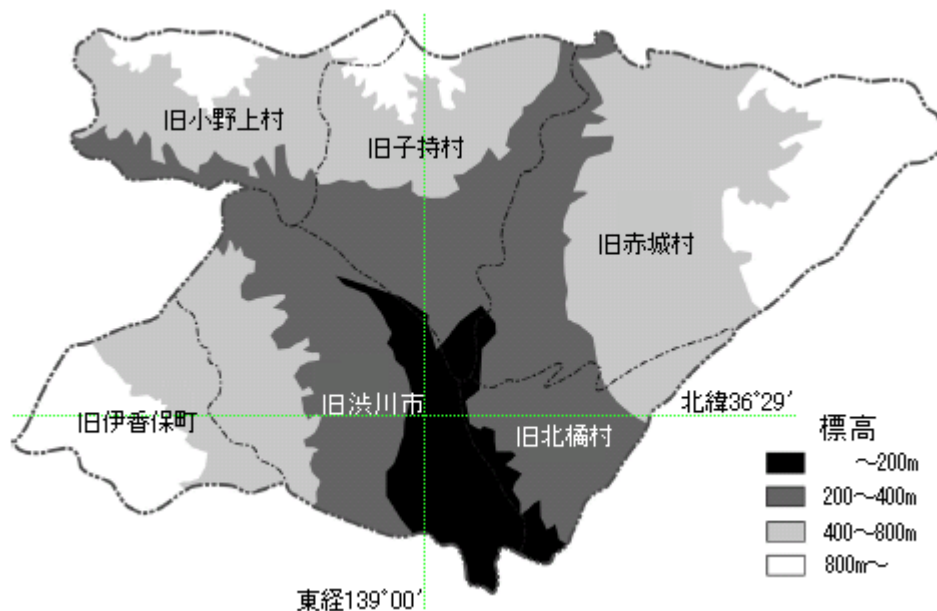 旧小野上村
旧子持村
旧赤城村
旧渋川市
旧伊香保町
北緯36°29′
旧北橘村
標高
～200m
200～400m
400～800m
800m～
東経139°00′